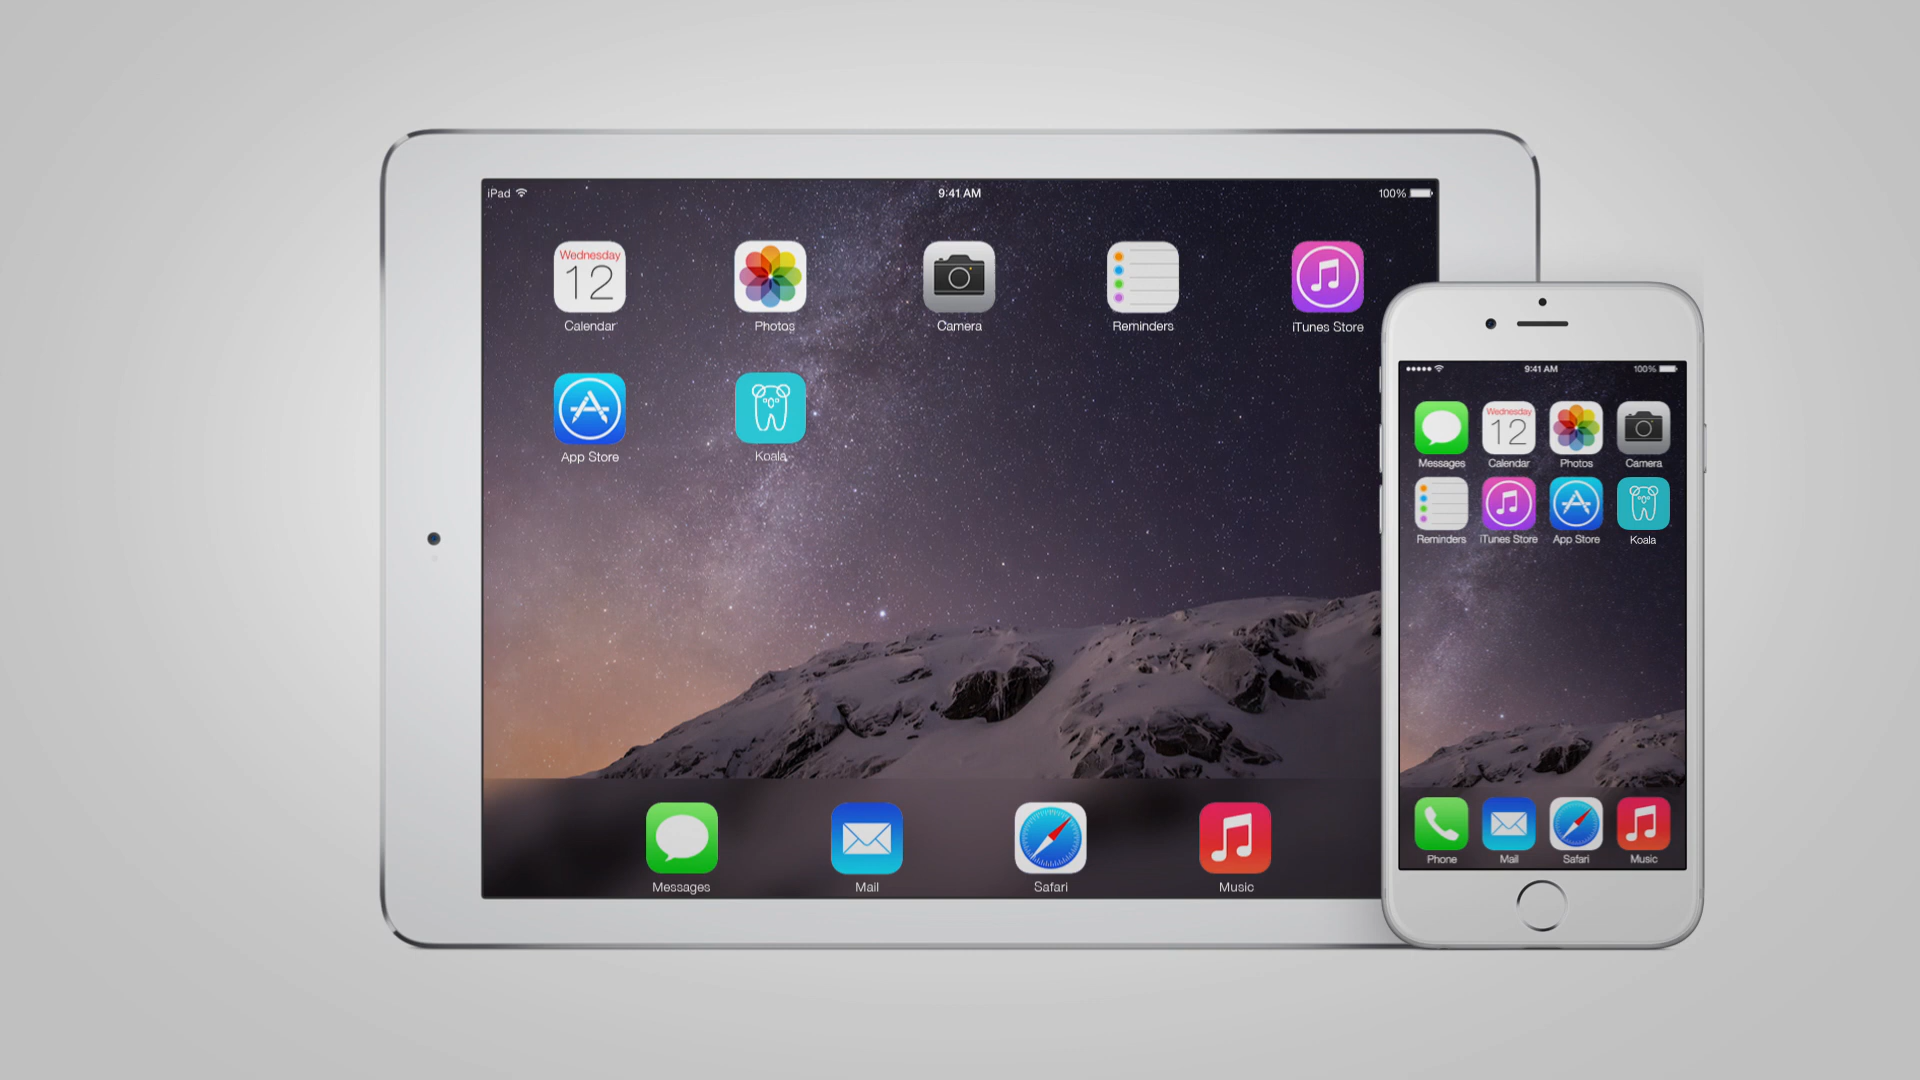 iPad
9:41 AM
100%
Wednesday
12
Calendar
Photos
Camera
Reminders
iTunes Store
App Store
Koala
Messages
Mail
Safari
Music
9:41 AM
100%
Messages
Wednesday
12
Calendar
Photos
Camera
Reminders
iTunes Store
App Store
Koala
Phone
Mail
Safari
Music